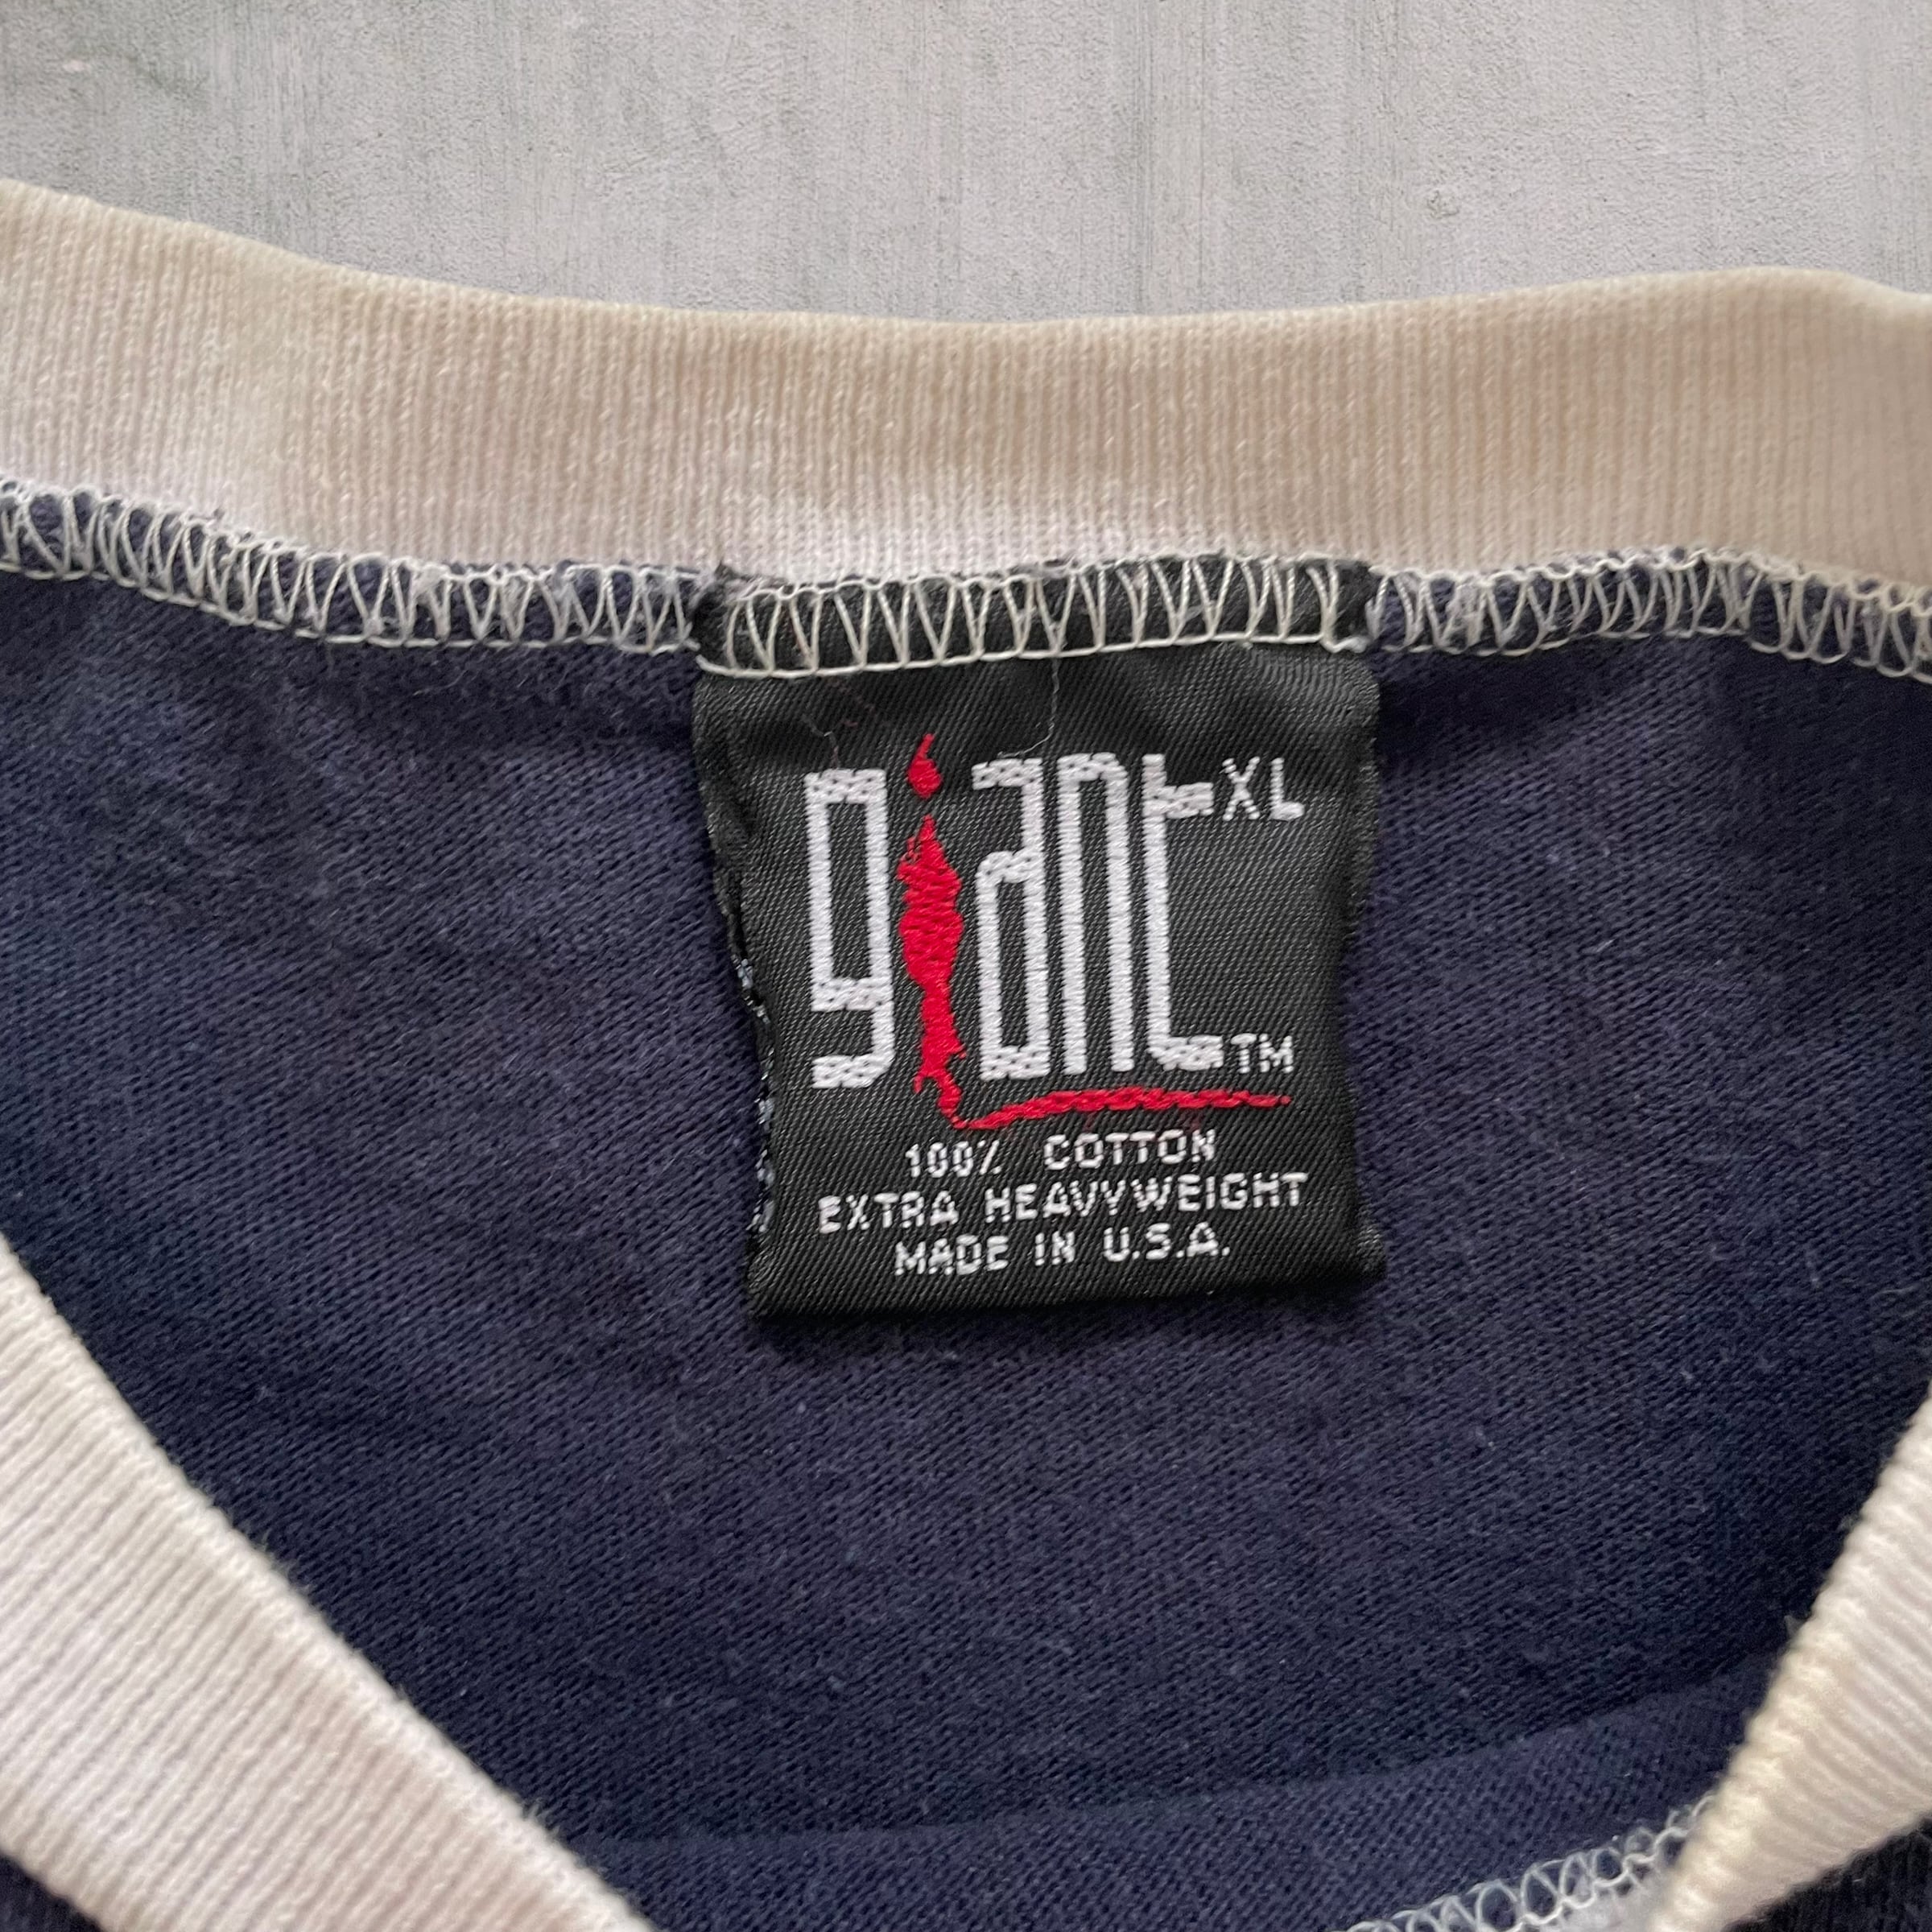 giant XL
TM
100% COTTON
EXTRA HEAVYWEIGHT
MADE IN U.S.A.